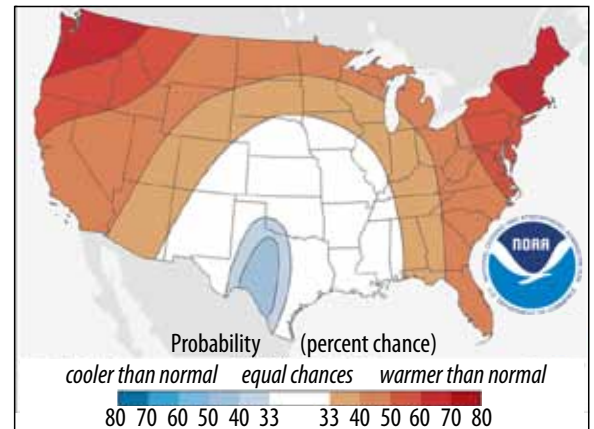 NOAA
Probability (percent chance)
cooler than normal equal chances warmer than normal
80 70 60 50 40 33 33 40 50 60 70 80